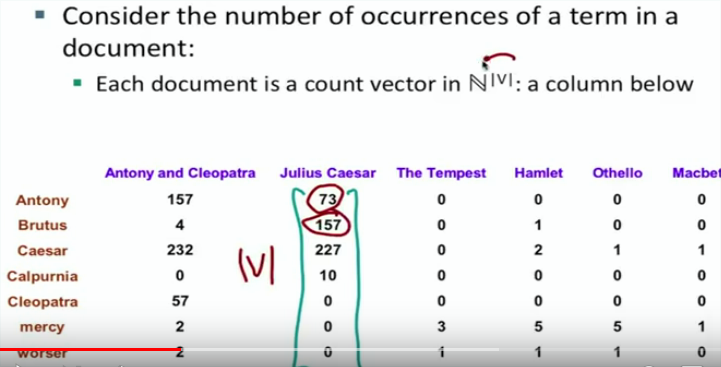 Consider the number of occurrences of a term in a
document:
Each document is a count vector in ℕ|V|: a column below
Antony and Cleopatra Julius Caesar The Tempest Hamlet Othello Macbet
Antony 157 73 0 0 0 0
Brutus 4 157 0 1 0 0
Caesar 232 227 0 2 1 1
|V|
Calpurnia 0 10 0 0 0 0
Cleopatra 57 0 0 0 0 0
mercy 2 0 3 5 5 1
worser 2 0 1 1 1 0